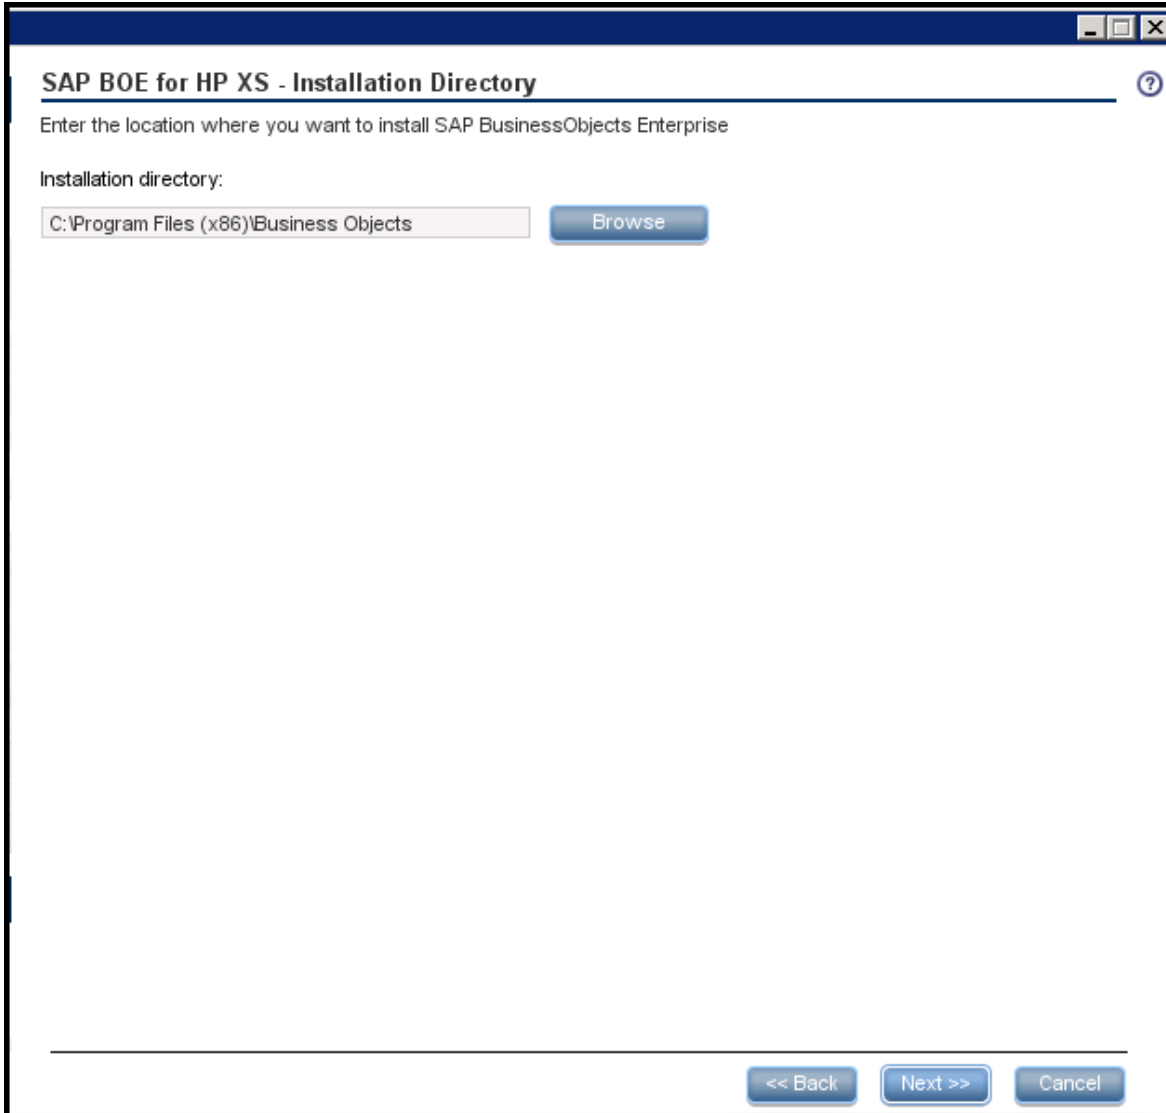 SAP BOE for HP XS - Installation Directory
?
Enter the location where you want to install SAP BusinessObjects Enterprise
Installation directory:
C:\Program Files (x86)\Business Objects
Browse
<< Back
Next >>
Cancel